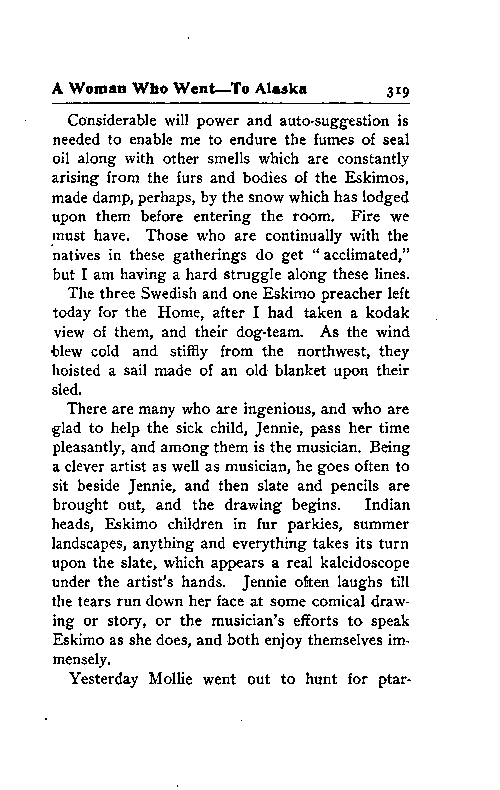 A Woman Who Went—To Alaska 319
Considerable will power and auto-suggestion is
needed to enable me to endure the fumes of seal
oil along with other smells which are constantly
arising from the furs and bodies of the Eskimos,
made damp, perhaps, by the snow which has lodged
upon them before entering the room. Fire we
must have. Those who are continually with the
natives in these gatherings do get “acclimated,”
but I am having a hard struggle along these lines.
The three Swedish and one Eskimo preacher left
today for the Home, after I had taken a kodak
view of them, and their dog-team. As the wind
blew cold and stiffly from the northwest, they
hoisted a sail made of an old blanket upon their
sled.
There are many who are ingenious, and who are
glad to help the sick child, Jennie, pass her time
pleasantly, and among them is the musician. Being
a clever artist as well as musician, he goes often to
sit beside Jennie, and then slate and pencils are
brought out, and the drawing begins. Indian
heads, Eskimo children in fur parkies, summer
landscapes, anything and everything takes its turn
upon the slate, which appears a real kaleidoscope
under the artist's hands. Jennie often laughs till
the tears run down her face at some comical draw-
ing or story, or the musician's efforts to speak
Eskimo as she does, and both enjoy themselves im-
mensely.
Yesterday Mollie went out to hunt for ptar-